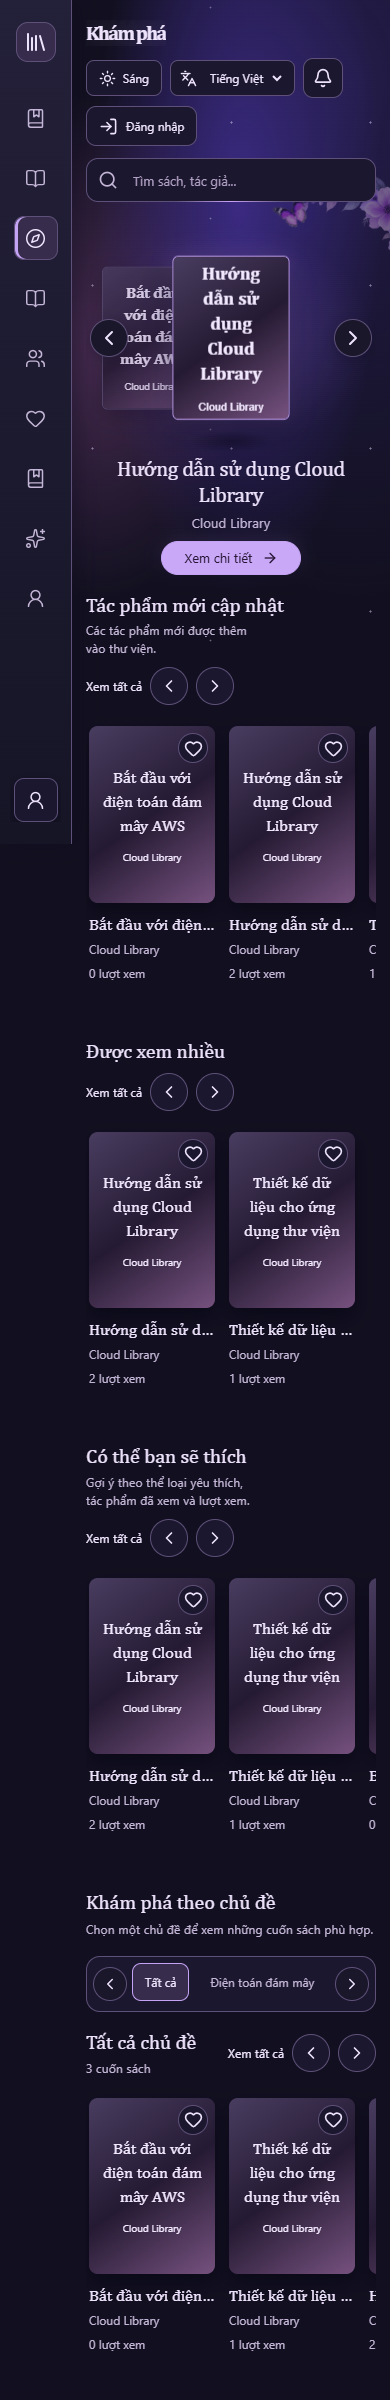 Khám phá
Sáng
Tiếng Việt
Đăng nhập
Tìm sách, tác giả...
Bắt đầu
với điện
toán đá
mây AW
Cloud Libra
Hướng
dẫn sử
dụng
Cloud
Library
Cloud Library
Hướng dẫn sử dụng Cloud
Library
Cloud Library
Xem chi tiết
Tác phẩm mới cập nhật
Các tác phẩm mới được thêm
vào thư viện.
Xem tất cả
Bắt đầu với
điện toán đám
mây AWS
Cloud Library
Hướng dẫn sử
dụng Cloud
Library
Cloud Library
Bắt đầu với điện... Hướng dẫn sử d... T
Cloud Library Cloud Library C
0 lượt xem 2 lượt xem 1
Được xem nhiều
Xem tất cả
Hướng dẫn sử
dụng Cloud
Library
Cloud Library
Thiết kế dữ
liệu cho ứng
dụng thư viện
Cloud Library
Hướng dẫn sử d... Thiết kế dữ liệu ...
Cloud Library Cloud Library
2 lượt xem 1 lượt xem
Có thể bạn sẽ thích
Gợi ý theo thể loại yêu thích,
tác phẩm đã xem và lượt xem.
Xem tất cả
Hướng dẫn sử
dụng Cloud
Library
Cloud Library
Thiết kế dữ
liệu cho ứng
dụng thư viện
Cloud Library
Hướng dẫn sử d... Thiết kế dữ liệu ... B
Cloud Library Cloud Library C
2 lượt xem 1 lượt xem 0
Khám phá theo chủ đề
Chọn một chủ đề để xem những cuốn sách phù hợp.
Tất cả Điện toán đám mây
Tất cả chủ đề
3 cuốn sách
Xem tất cả
Bắt đầu với
điện toán đám
mây AWS
Cloud Library
Thiết kế dữ
liệu cho ứng
dụng thư viện
Cloud Library
Bắt đầu với điện... Thiết kế dữ liệu ... H
Cloud Library Cloud Library C
0 lượt xem 1 lượt xem 2